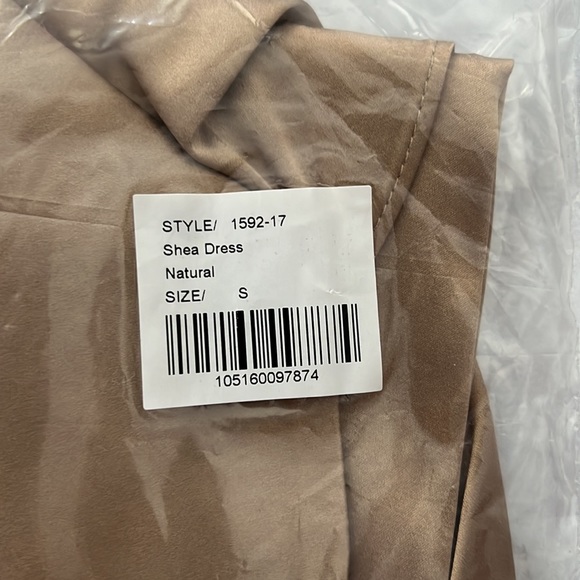 STYLE/ 1592-17
Shea Dress
Natural
SIZE/ S
105160097874